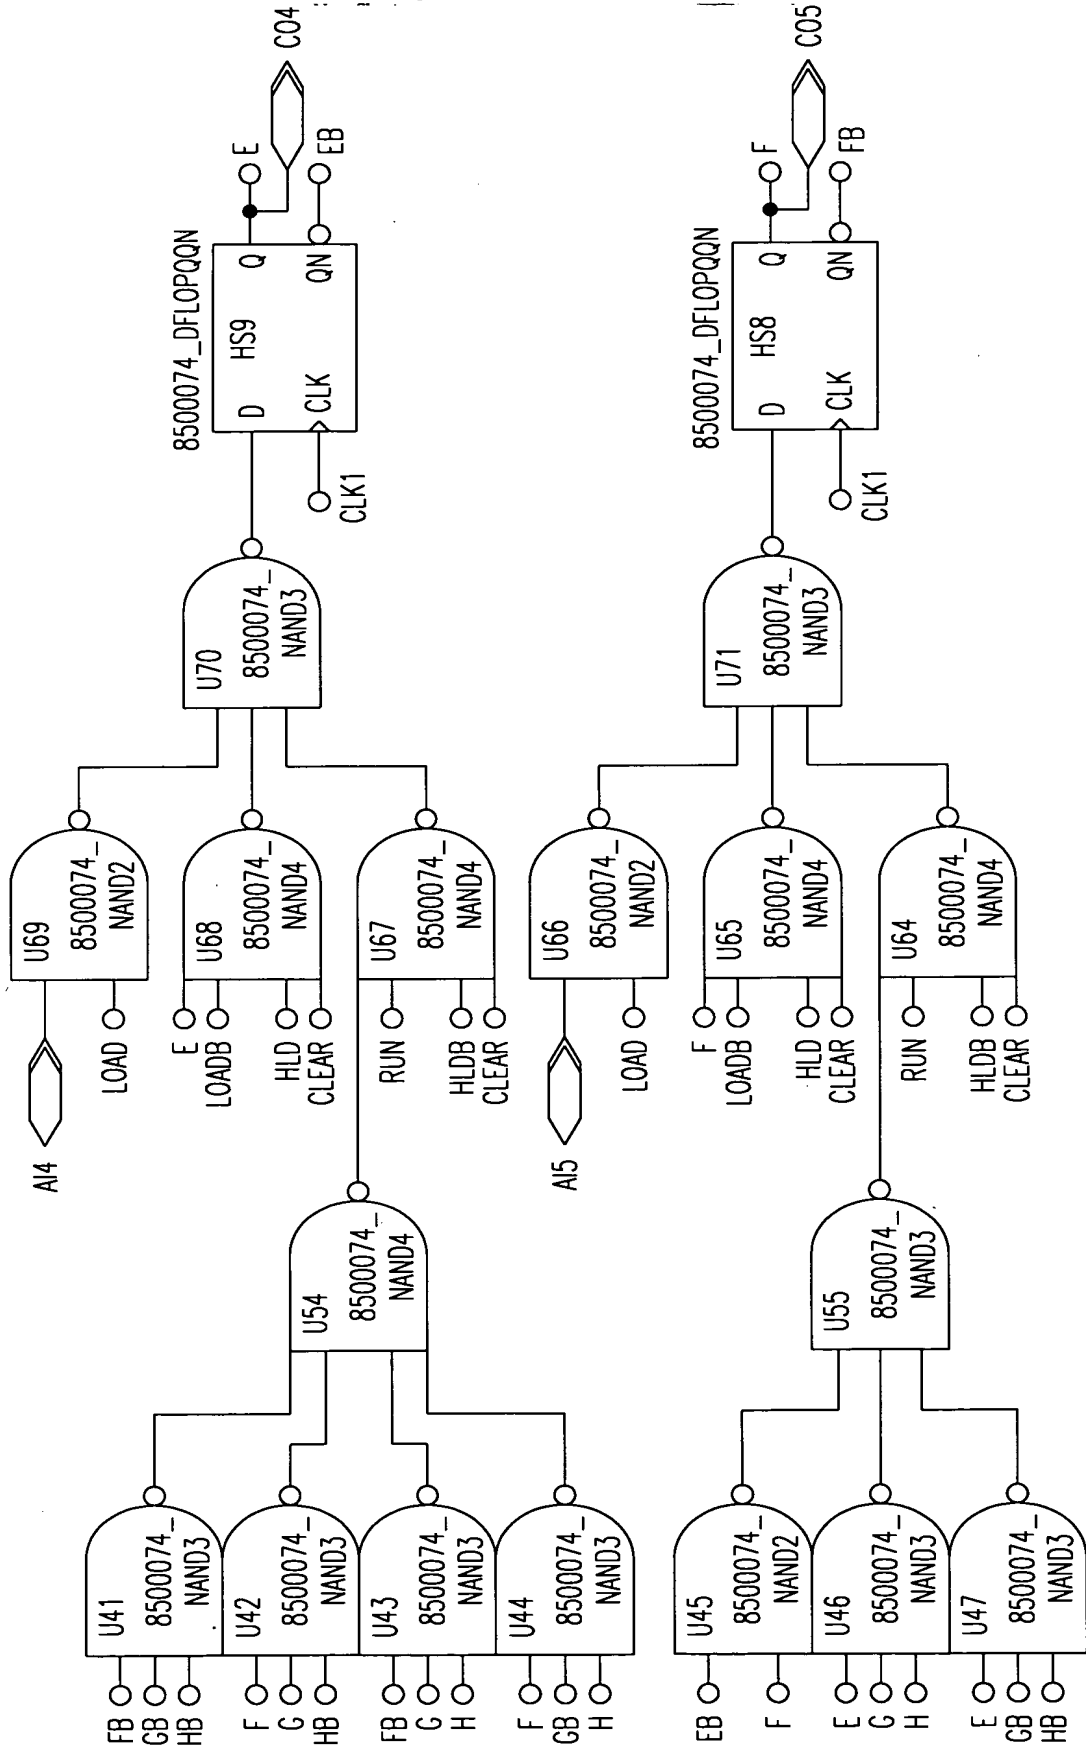 FB
GB
HB
U41
8500074_
NAND3
F
G
HB
U42
8500074_
NAND3
FB
G
H
U43
8500074_
NAND3
F
GB
H
U44
8500074_
NAND3
U54
8500074_
NAND4
AI4
LOAD
U69
8500074_
NAND2
E
LOADB
HLD
CLEAR
U68
8500074_
NAND4
RUN
HLDB
CLEAR
U67
8500074_
NAND4
U70
8500074_
NAND3
8500074_DFLOPQQN
D
HS9
Q
CLK
QN
CLK1
E
EB
CO4
EB
F
U45
8500074_
NAND2
E
G
H
U46
8500074_
NAND3
E
GB
HB
U47
8500074_
NAND3
U55
8500074_
NAND3
AI5
LOAD
U66
8500074_
NAND2
F
LOADB
HLD
CLEAR
U65
8500074_
NAND4
RUN
HLDB
CLEAR
U64
8500074_
NAND4
U71
8500074_
NAND3
8500074_DFLOPQQN
D
HS8
Q
CLK
QN
CLK1
F
FB
CO5